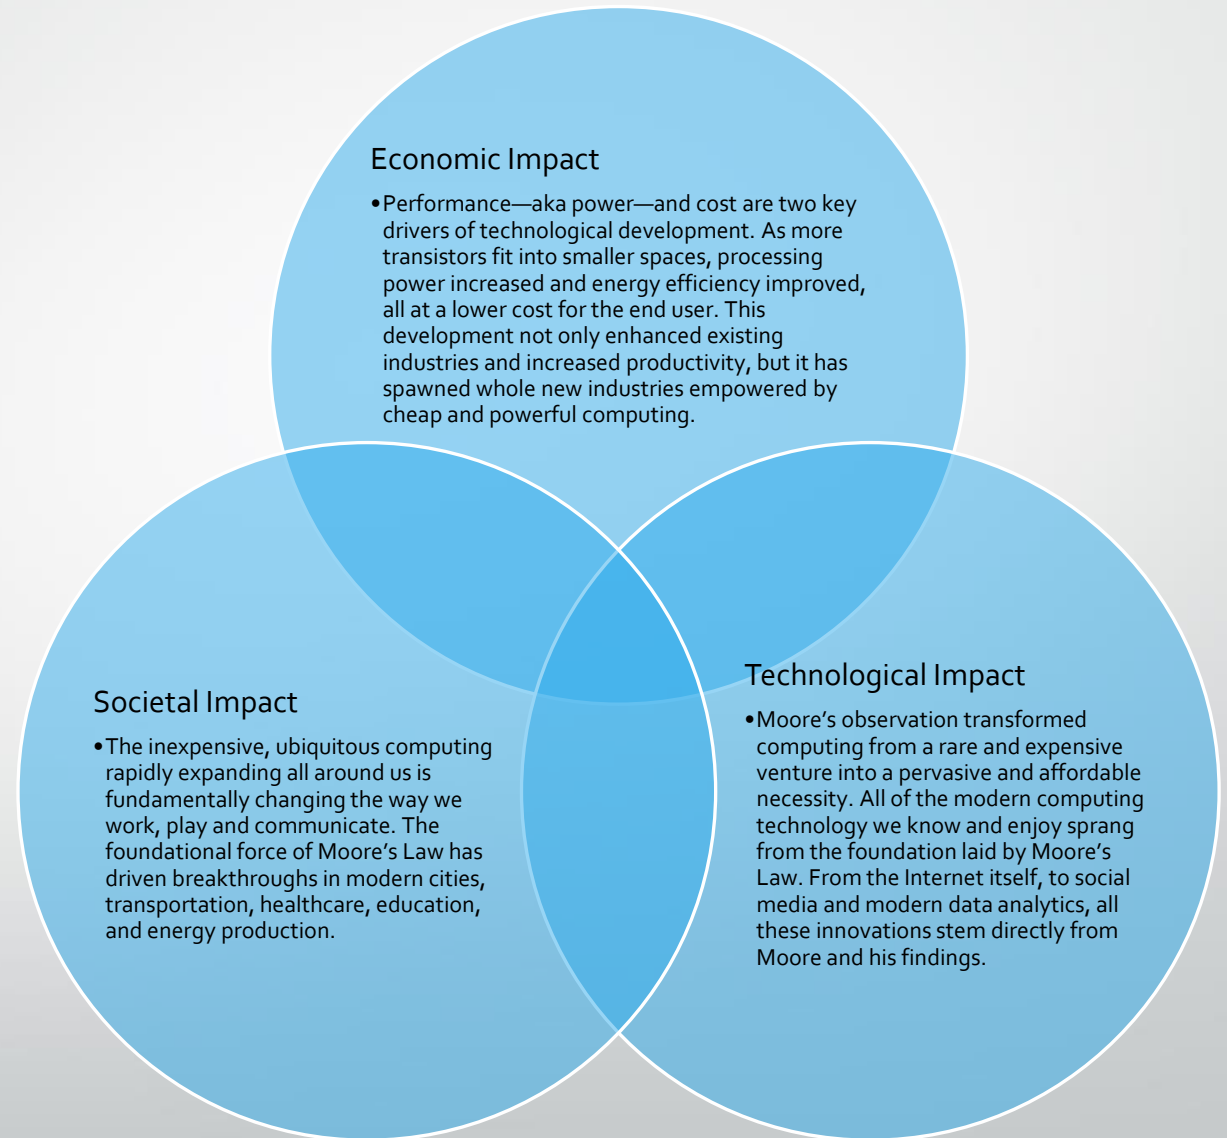 Economic Impact
•Performance—aka power—and cost are two key
drivers of technological development. As more
transistors fit into smaller spaces, processing
power increased and energy efficiency improved,
all at a lower cost for the end user. This
development not only enhanced existing
industries and increased productivity, but it has
spawned whole new industries empowered by
cheap and powerful computing.
Societal Impact
•The inexpensive, ubiquitous computing
rapidly expanding all around us is
fundamentally changing the way we
work, play and communicate. The
foundational force of Moore’s Law has
driven breakthroughs in modern cities,
transportation, healthcare, education,
and energy production.
Technological Impact
•Moore’s observation transformed
computing from a rare and expensive
venture into a pervasive and affordable
necessity. All of the modern computing
technology we know and enjoy sprang
from the foundation laid by Moore’s
Law. From the Internet itself, to social
media and modern data analytics, all
these innovations stem directly from
Moore and his findings.